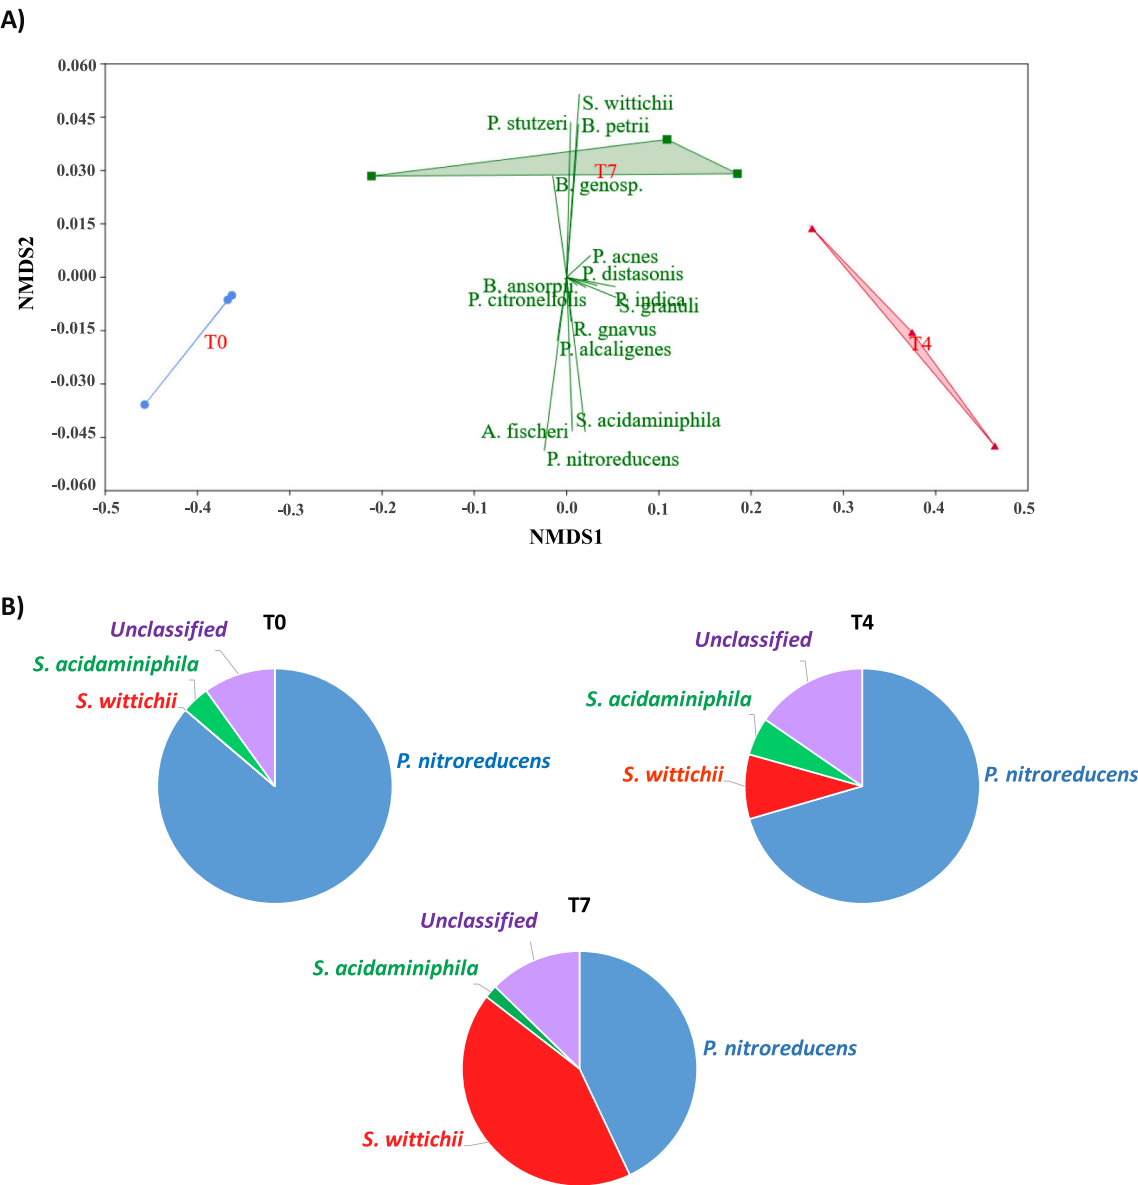 A)
0.060
0.045
0.030
0.015
0.000
-0.015
-0.030
-0.045
-0.060
NMDS2
S. wittichii
P. stutzeri
B. petrii
T7
B. genosp.
P. acnes
P. distasonis
B. ansorpii
P. citronellolis
P. indica
S. granuli
R. gnavus
P. alcaligenes
S. acidaminiphila
A. fischeri
P. nitroreducens
T0
T4
-0.5 -0.4 -0.3 -0.2 -0.1 0.0 0.1 0.2 0.3 0.4 0.5
NMDS1
B)
T0
Unclassified
S. acidaminiphila
S. wittichii
P. nitroreducens
T4
Unclassified
S. acidaminiphila
S. wittichii
P. nitroreducens
T7
Unclassified
S. acidaminiphila
P. nitroreducens
S. wittichii